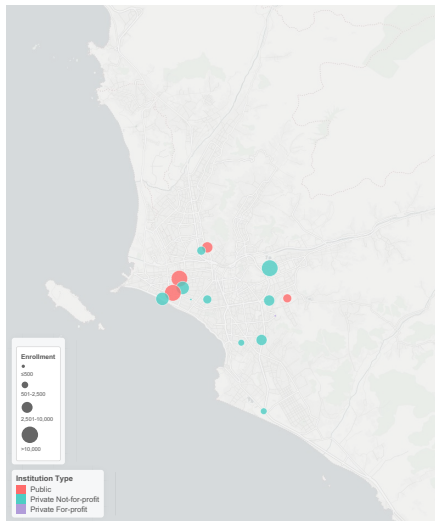 Enrollment
≤500
501-2,500
2,501-10,000
>10,000
Institution Type
Public
Private Not-for-profit
Private For-profit